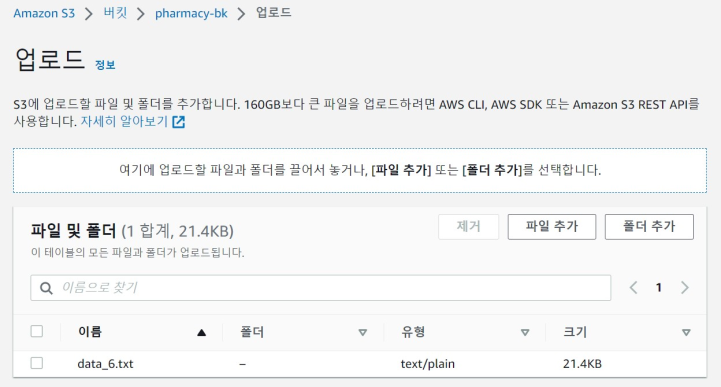 Amazon S3 > 버킷 > pharmacy-bk > 업로드
업로드 정보
S3에 업로드할 파일 및 폴더를 추가합니다. 160GB보다 큰 파일을 업로드하려면 AWS CLI, AWS SDK 또는 Amazon S3 REST API를
사용합니다. 자세히 알아보기
여기에 업로드할 파일과 폴더를 끌어서 놓거나, [파일 추가] 또는 [폴더 추가]를 선택합니다.
파일 및 폴더 (1 합계, 21.4KB) 제거 파일 추가 폴더 추가
이 테이블의 모든 파일과 폴더가 업로드됩니다.
이름으로 찾기 < 1 >
이름 폴더 유형 크기
data_6.txt – text/plain 21.4KB